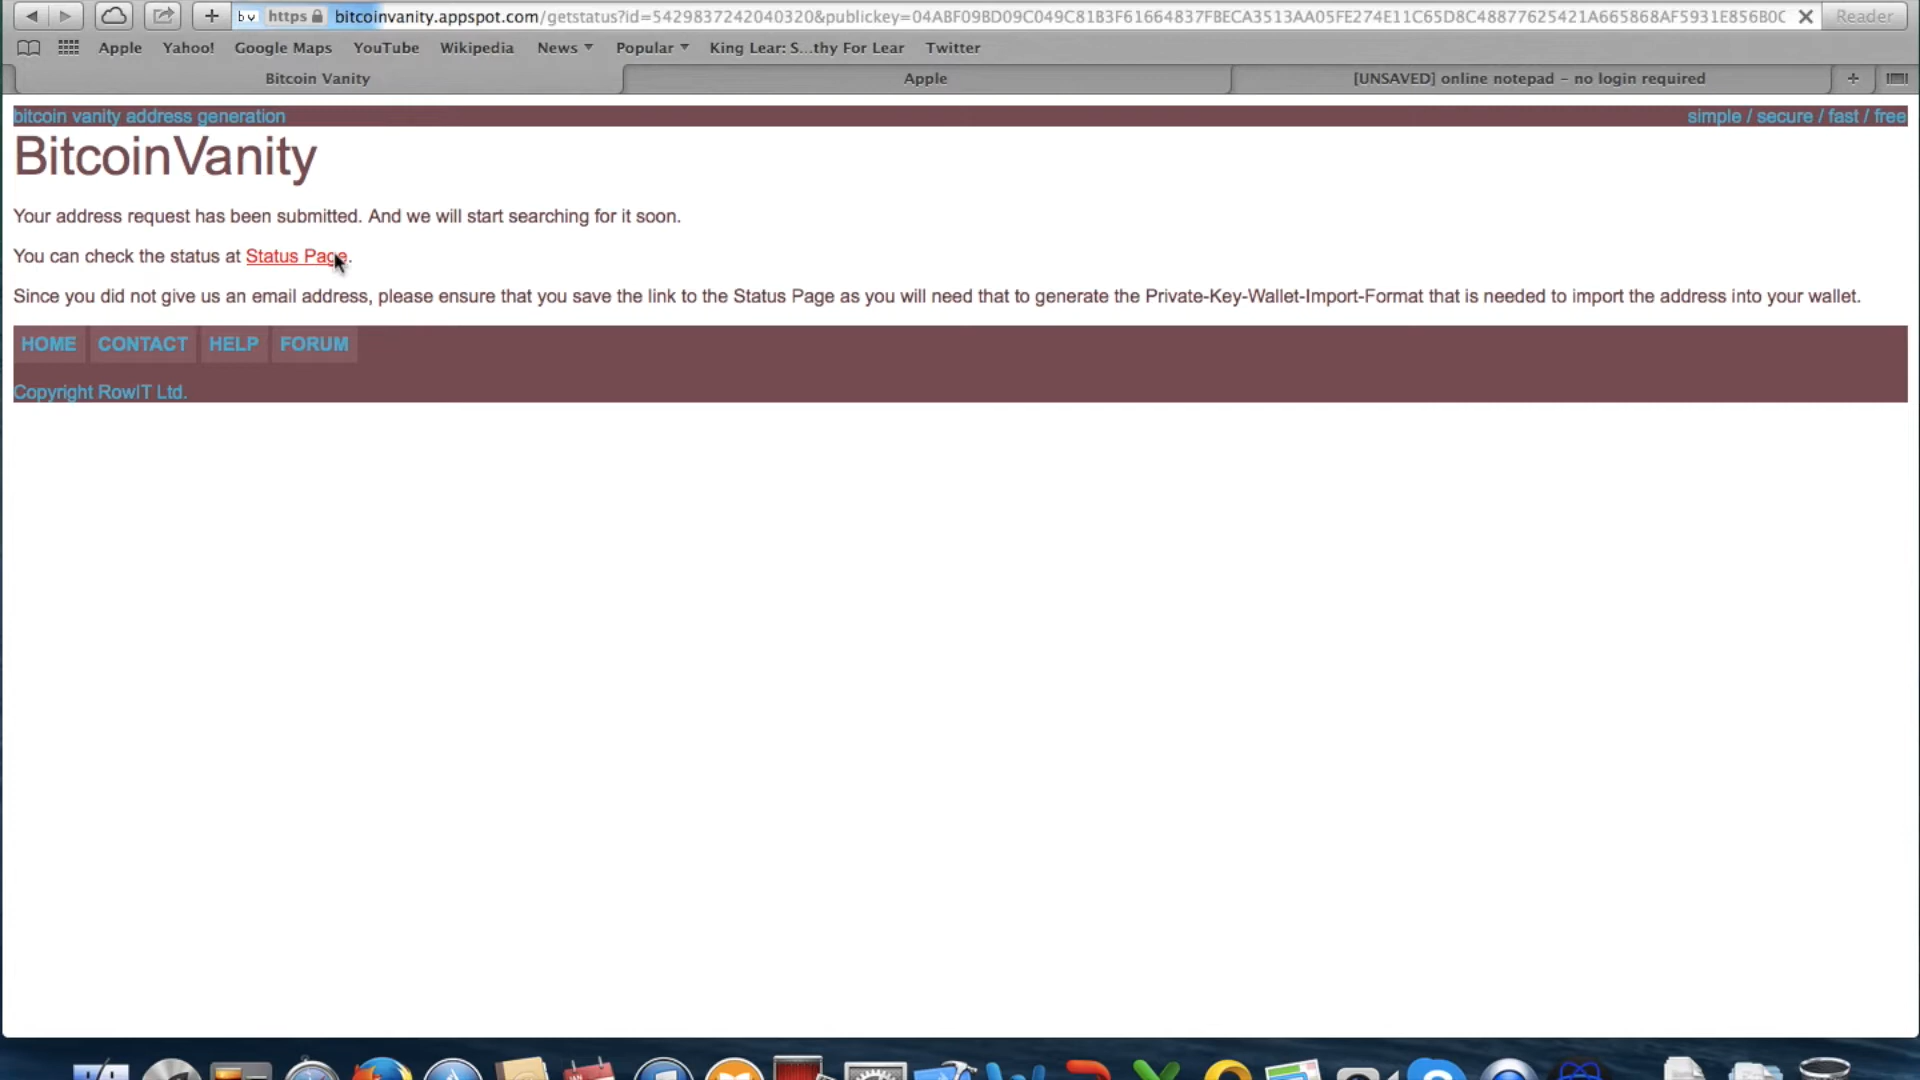 https bitcoinvanity.appspot.com/getstatus?id=5429837242040320&publickey=04ABF09BD09C049C81B3F61664837FBECA3513AA05FE274E11C65D8C48877625421A665868AF5931E856B0C Reader
Apple Yahoo! Google Maps YouTube Wikipedia News Popular King Lear: S...thy For Lear Twitter
Bitcoin Vanity Apple [UNSAVED] online notepad – no login required
bitcoin vanity address generation simple / secure / fast / free
BitcoinVanity
Your address request has been submitted. And we will start searching for it soon.
You can check the status at Status Page.
Since you did not give us an email address, please ensure that you save the link to the Status Page as you will need that to generate the Private-Key-Wallet-Import-Format that is needed to import the address into your wallet.
HOME CONTACT HELP FORUM
Copyright RowIT Ltd.